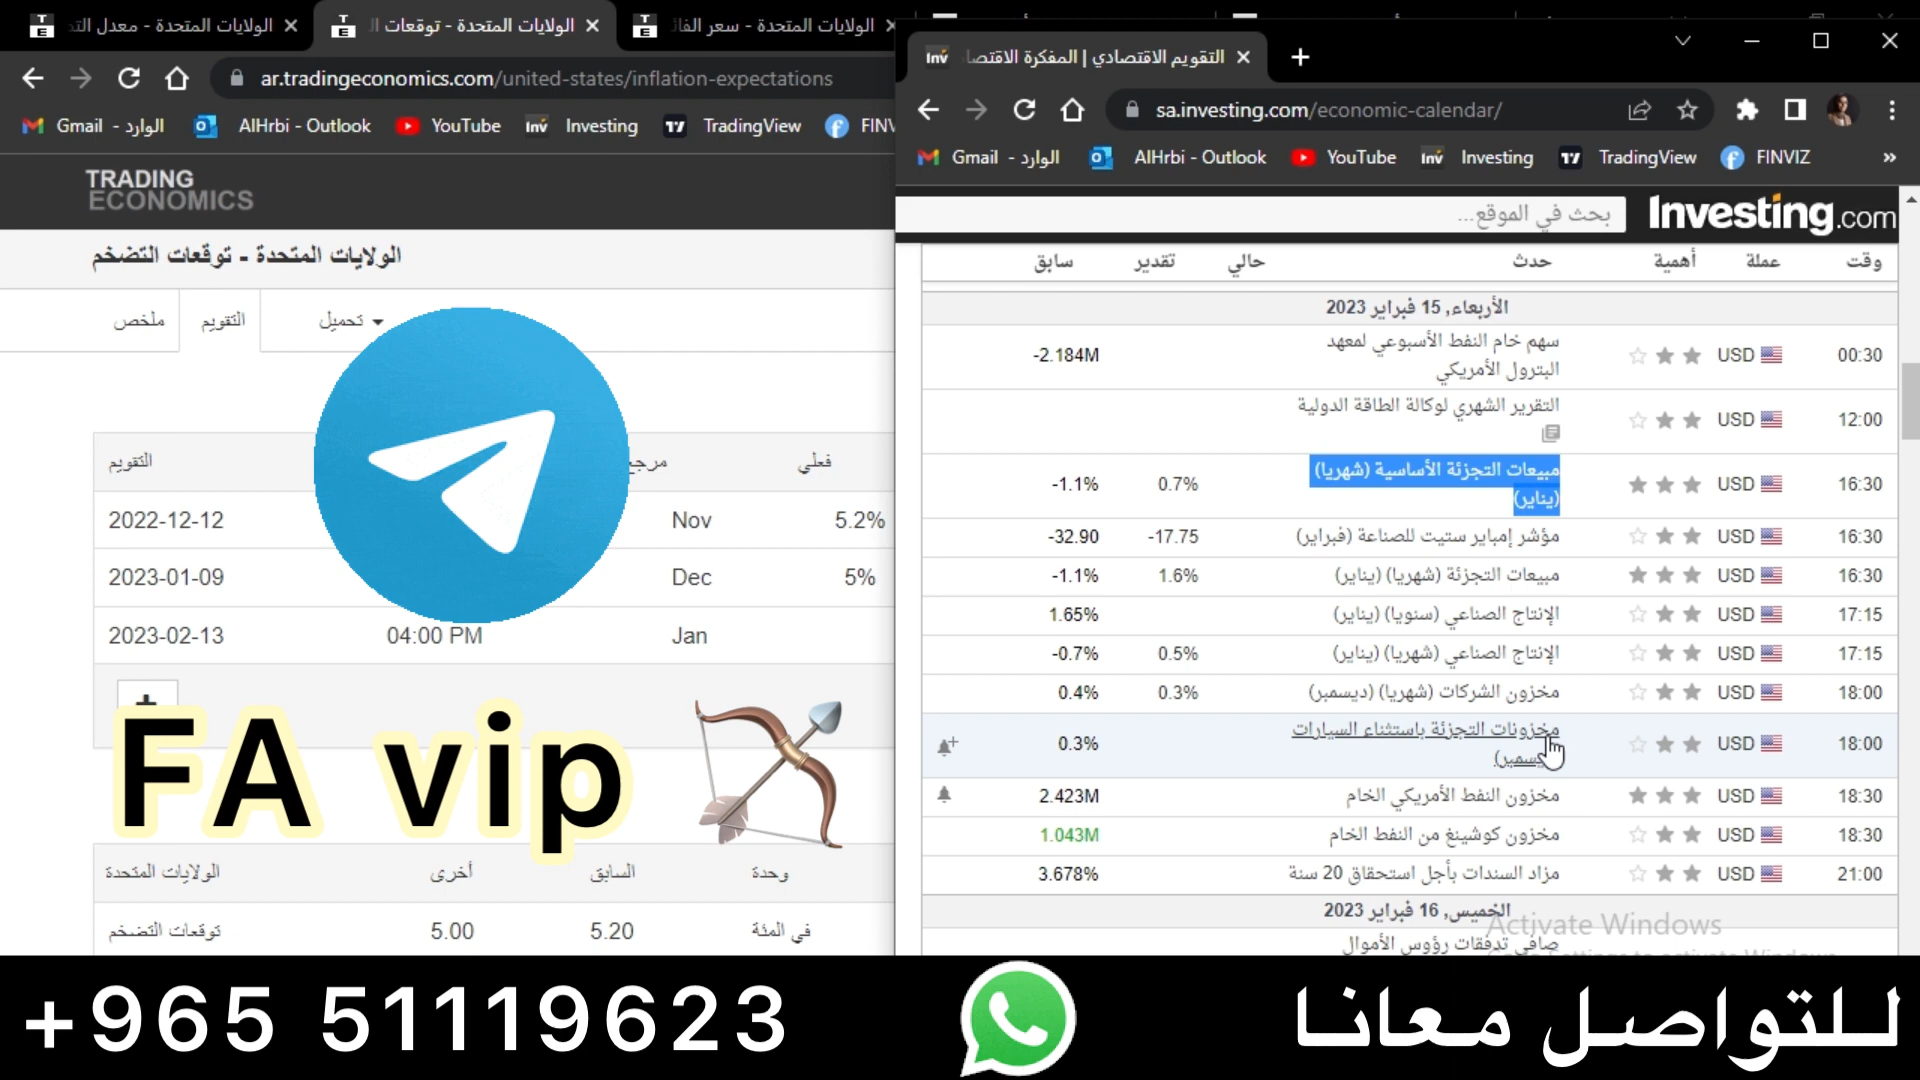 الولايات المتحدة - معدل التض
الولايات المتحدة - توقعات ال
الولايات المتحدة - سعر الفائ
ar.tradingeconomics.com/united-states/inflation-expectations
Gmail - الوارد
AlHrbi - Outlook
YouTube
Investing
TradingView
FINV
TRADING
ECONOMICS
الولايات المتحدة - توقعات التضخم
ملخص
التقويم
تحميل
التقويم مرجع فعلي
2022-12-12 Nov 5.2%
2023-01-09 Dec 5%
2023-02-13 04:00 PM Jan
+
FA vip
الولايات المتحدة أخرى السابق وحدة
توقعات التضخم 5.00 5.20 في المئة
التقويم الاقتصادي | المفكرة الاقتصا
sa.investing.com/economic-calendar/
Gmail - الوارد
AlHrbi - Outlook
YouTube
Investing
TradingView
FINVIZ
»
Investing.com
بحث في الموقع...
وقت عملة أهمية حدث حالي تقدير سابق
الأربعاء, 15 فبراير 2023
00:30 USD سهم خام النفط الأسبوعي لمعهد
البترول الأمريكي -2.184M
12:00 USD التقرير الشهري لوكالة الطاقة الدولية
16:30 USD مبيعات التجزئة الأساسية (شهريا)
(يناير) 0.7% -1.1%
16:30 USD مؤشر إمباير ستيت للصناعة (فبراير) -17.75 -32.90
16:30 USD مبيعات التجزئة (شهريا) (يناير) 1.6% -1.1%
17:15 USD الإنتاج الصناعي (سنويا) (يناير) 1.65%
17:15 USD الإنتاج الصناعي (شهريا) (يناير) 0.5% -0.7%
18:00 USD مخزون الشركات (شهريا) (ديسمبر) 0.3% 0.4%
18:00 USD مخزونات التجزئة باستثناء السيارات 0.3%
18:30 USD مخزون النفط الأمريكي الخام 2.423M
18:30 USD مخزون كوشينغ من النفط الخام 1.043M
21:00 USD مزاد السندات بأجل استحقاق 20 سنة 3.678%
الخميس, 16 فبراير 2023
صافي تدفقات رؤوس الأموال
Activate Windows
+965 51119623
للتواصل معانا